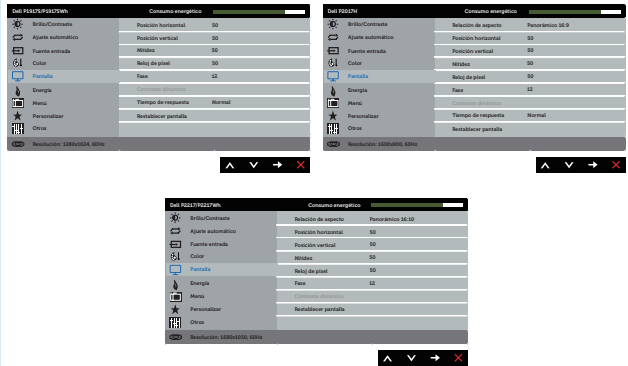 Dell P1917S/P1917SWh Consumo energético
Brillo/Contraste Posición horizontal 50
Ajuste automático Posición vertical 50
Fuente entrada Nitidez 50
Color Reloj de píxel 50
Pantalla Fase 12
Energía Contraste dinámico
Menú Tiempo de respuesta Normal
Personalizar Restablecer pantalla
Otros
Resolución: 1280x1024, 60Hz
Dell P2017H Consumo energético
Brillo/Contraste Relación de aspecto Panorámico 16:9
Ajuste automático Posición horizontal 50
Fuente entrada Posición vertical 50
Color Nitidez 50
Pantalla Reloj de píxel 50
Energía Fase 12
Menú Contraste dinámico
Personalizar Tiempo de respuesta Normal
Otros Restablecer pantalla
Resolución: 1600x900, 60Hz
Dell P2217/P2217Wh Consumo energético
Brillo/Contraste Relación de aspecto Panorámico 16:10
Ajuste automático Posición horizontal 50
Fuente entrada Posición vertical 50
Color Nitidez 50
Pantalla Reloj de píxel 50
Energía Fase 12
Menú Contraste dinámico
Personalizar Restablecer pantalla
Otros
Resolución: 1680x1050, 60Hz